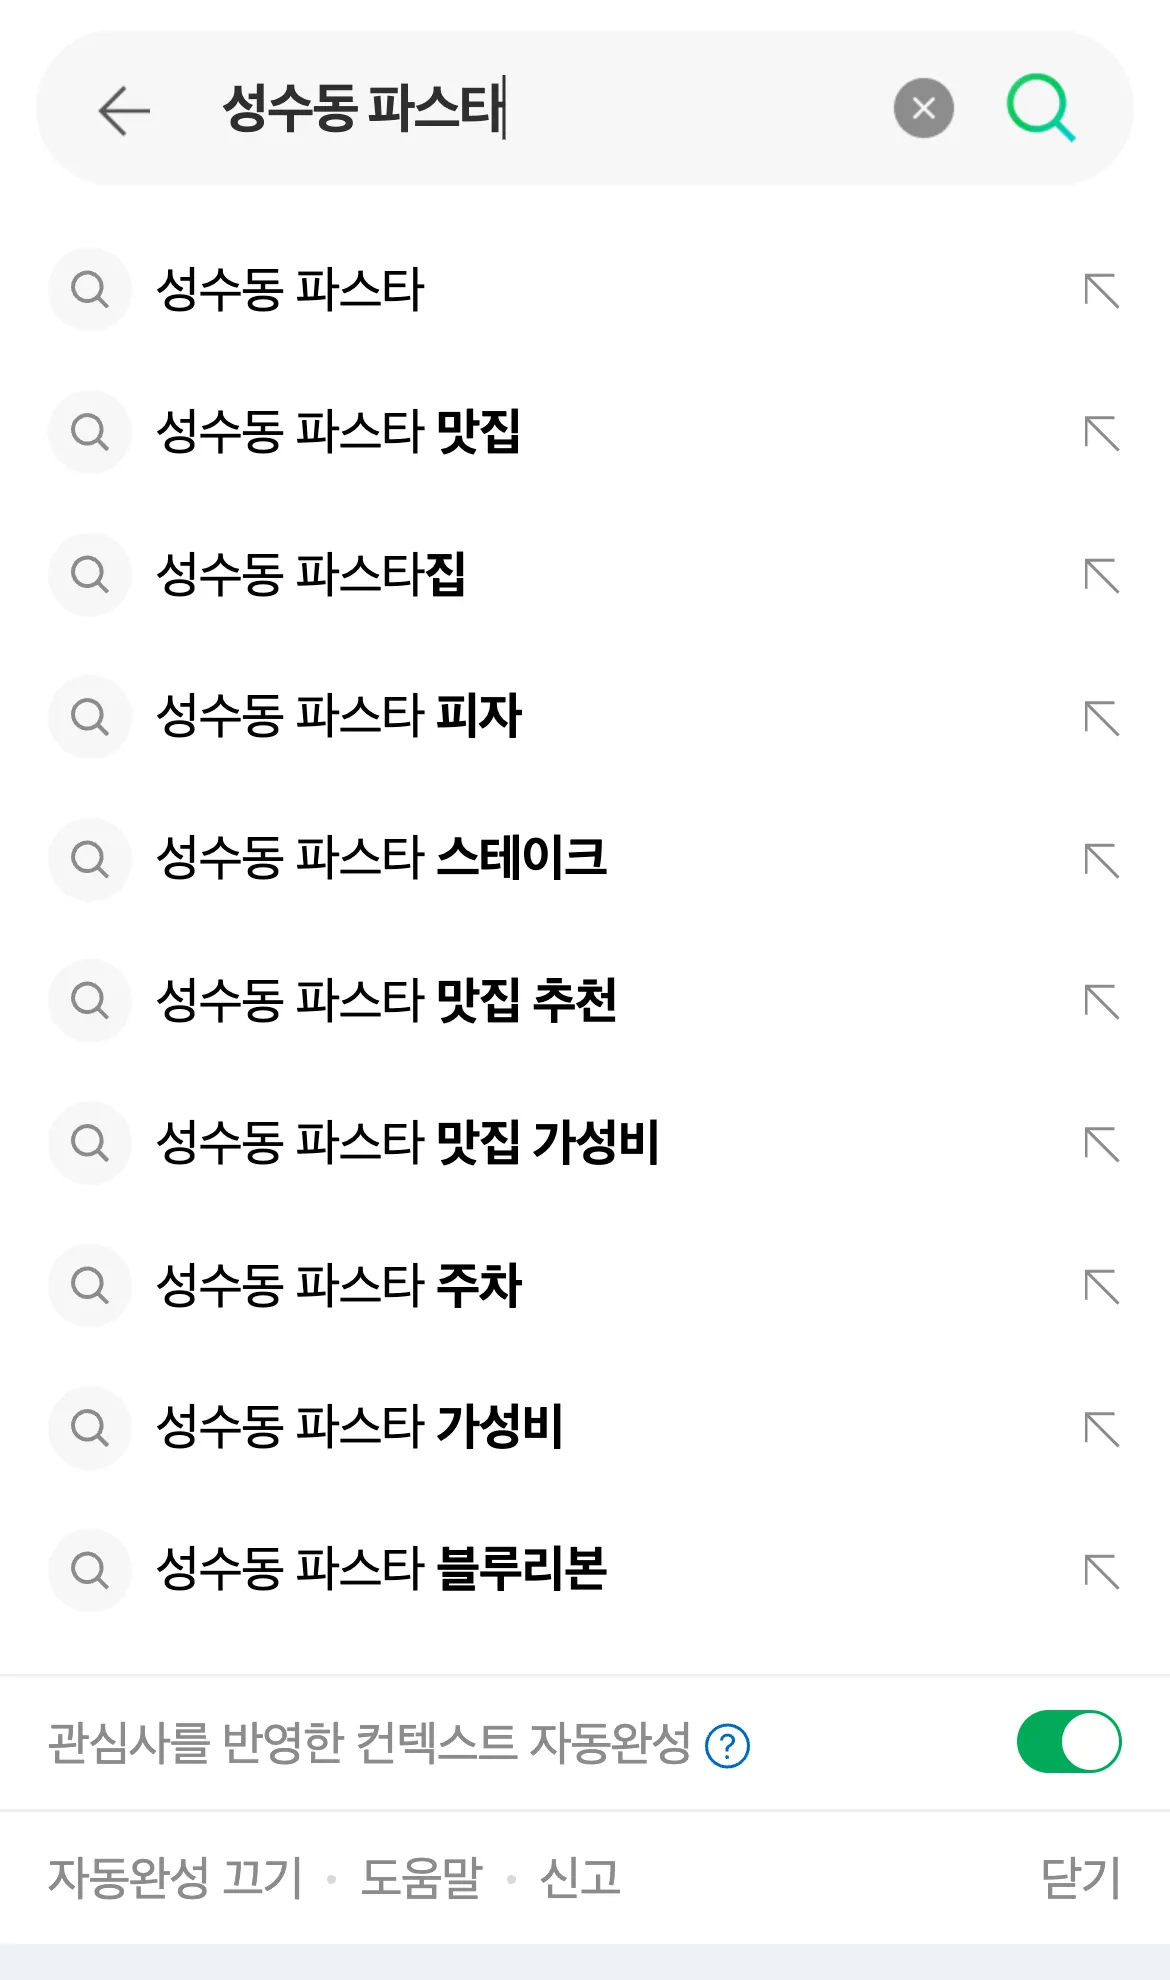 성수동 파스타
성수동 파스타
성수동 파스타 맛집
성수동 파스타집
성수동 파스타 피자
성수동 파스타 스테이크
성수동 파스타 맛집 추천
성수동 파스타 맛집 가성비
성수동 파스타 주차
성수동 파스타 가성비
성수동 파스타 블루리본
관심사를 반영한 컨텍스트 자동완성 ?
자동완성 끄기 · 도움말 · 신고 닫기